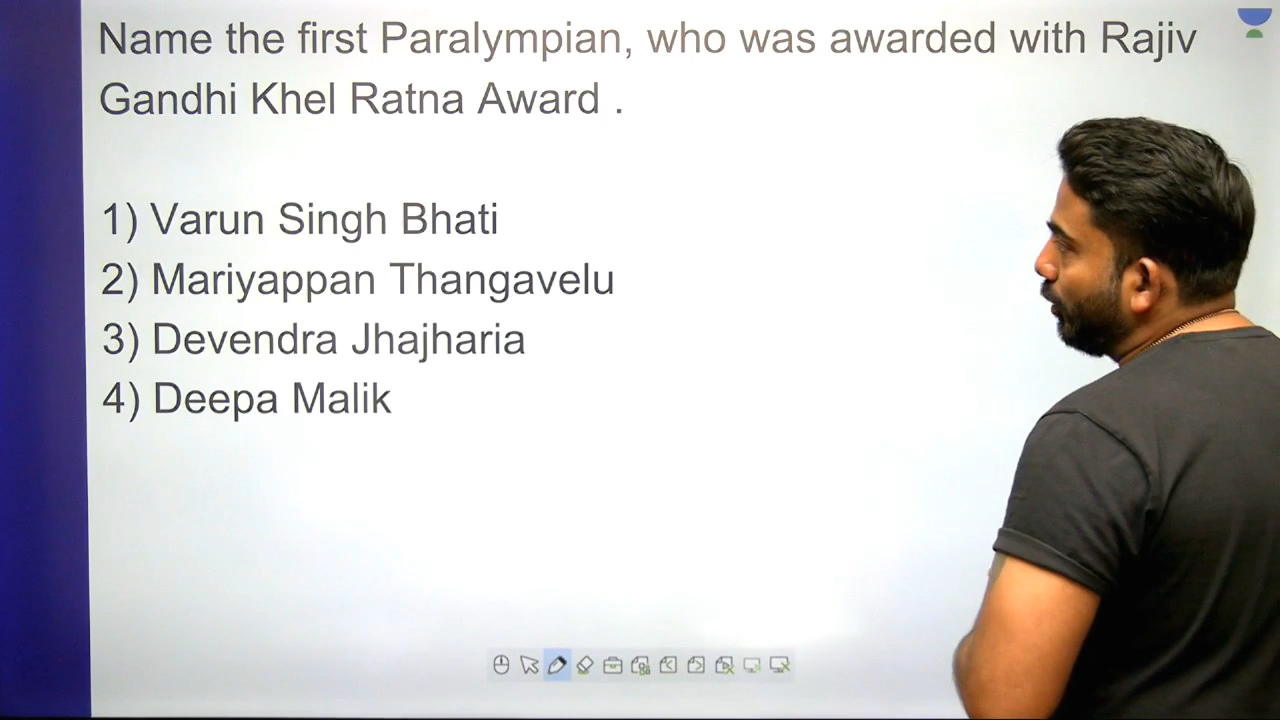 Name the first Paralympian, who was awarded with Rajiv
Gandhi Khel Ratna Award .
1) Varun Singh Bhati
2) Mariyappan Thangavelu
3) Devendra Jhajharia
4) Deepa Malik